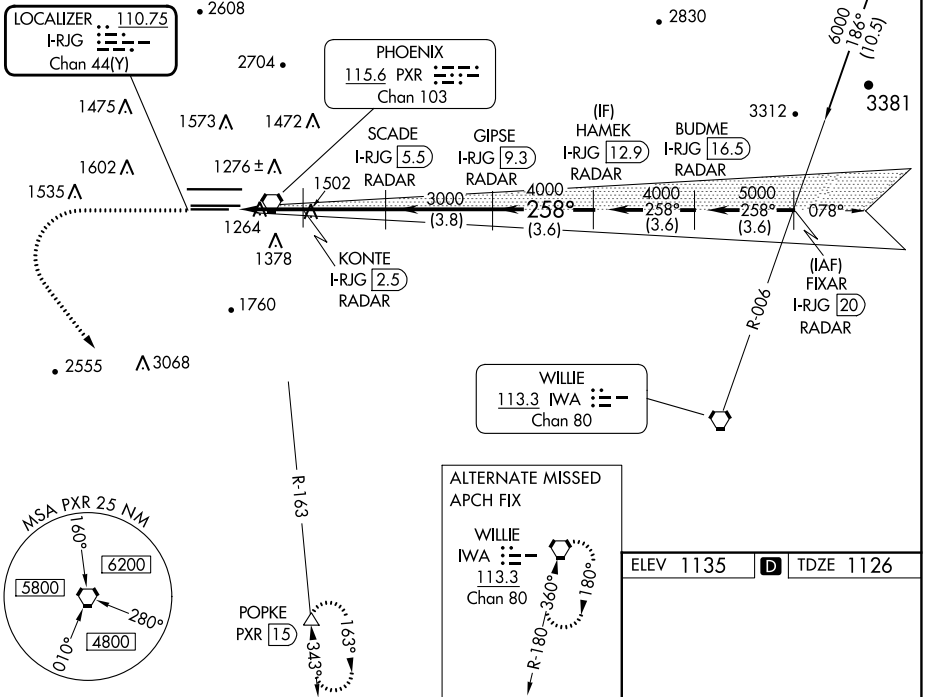 LOCALIZER 110.75
I-RJG
Chan 44(Y)
2608
2830
6000
186°
(10.5)
2704
PHOENIX
115.6 PXR
Chan 103
3381
1475
1573
1472
3312
SCADE
I-RJG 5.5
RADAR
GIPSE
I-RJG 9.3
RADAR
(IF)
HAMEK
I-RJG 12.9
RADAR
BUDME
I-RJG 16.5
RADAR
1602
1276 ±
1535
1502
3000
(3.8)
4000
258°
(3.6)
4000
258°
(3.6)
5000
258°
(3.6)
078°
1264
1378
KONTE
I-RJG 2.5
RADAR
(IAF)
FIXAR
I-RJG 20
RADAR
1760
R-006
2555
3068
WILLIE
113.3 IWA
Chan 80
R-163
MSA PXR 25 NM
160°
6200
5800
280°
010°
4800
POPKE
PXR 15
163°
343°
ALTERNATE MISSED
APCH FIX
WILLIE
IWA
113.3
Chan 80
360°
180°
R-180
ELEV 1135 D TDZE 1126